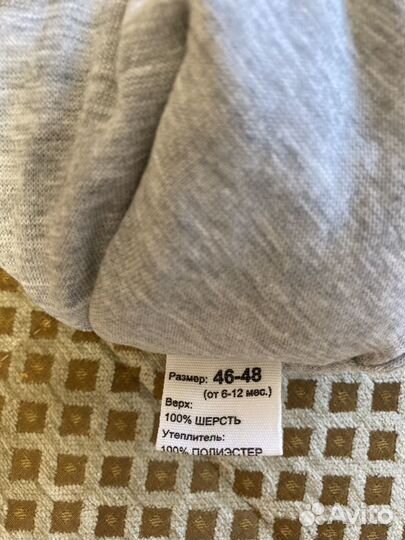 Размер: 46-48
(от 6-12 мес.)
Верх:
100% ШЕРСТЬ
Утеплитель:
100% ПОЛИЭСТЕР
Avito